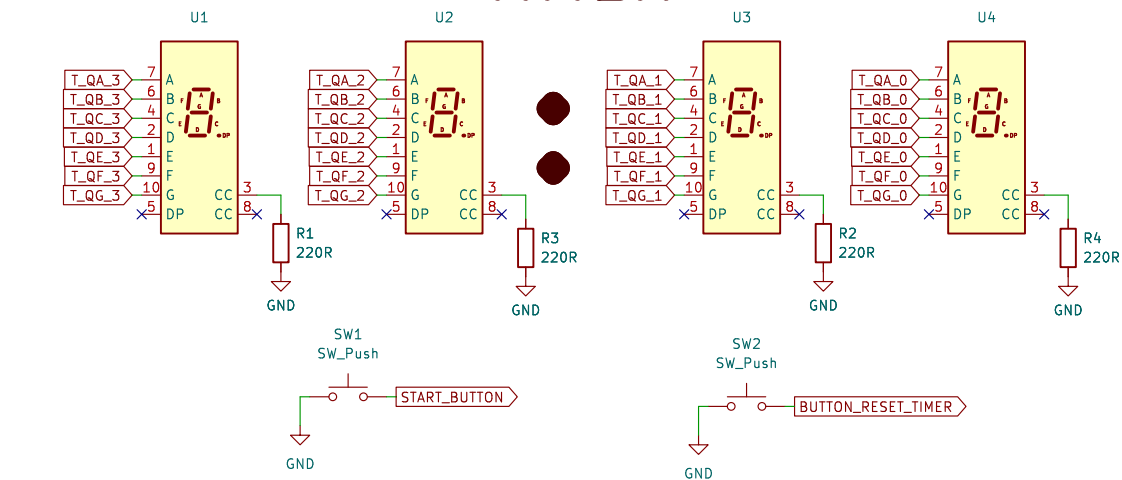 U1 U2 U3 U4
T_QA_3 7 A T_QA_2 7 A T_QA_1 7 A T_QA_0 7 A
T_QB_3 6 B T_QB_2 6 B T_QB_1 6 B T_QB_0 6 B
T_QC_3 4 C T_QC_2 4 C T_QC_1 4 C T_QC_0 4 C
T_QD_3 2 D T_QD_2 2 D T_QD_1 2 D T_QD_0 2 D
T_QE_3 1 E T_QE_2 1 E T_QE_1 1 E T_QE_0 1 E
T_QF_3 9 F T_QF_2 9 F T_QF_1 9 F T_QF_0 9 F
T_QG_3 10 G CC 3 T_QG_2 10 G CC 3 T_QG_1 10 G CC 3 T_QG_0 10 G CC 3
5 DP CC 8 5 DP CC 8 5 DP CC 8 5 DP CC 8
A F B G E C D DP A F B G E C D DP A F B G E C D DP A F B G E C D DP
R1 R3 R2 R4
220R 220R 220R 220R
GND GND GND GND
SW1 SW2
SW_Push SW_Push
START_BUTTON BUTTON_RESET_TIMER
GND GND